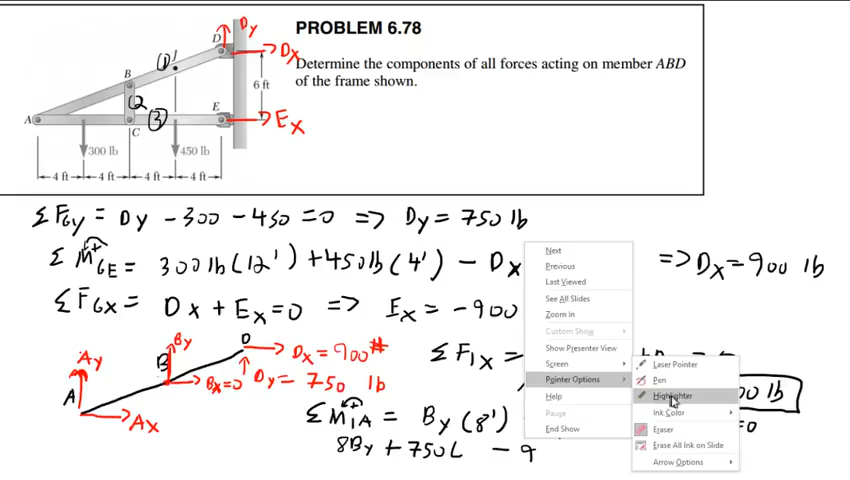 PROBLEM 6.78
Determine the components of all forces acting on member ABD
of the frame shown.
Dy
D
Dx
J
1
B
2
6 ft
3
E
A
Ex
C
300 lb
450 lb
4 ft 4 ft 4 ft 4 ft
ΣFGy = Dy - 300 - 450 = 0 => Dy = 750 lb
ΣMGE = 300 lb (12') + 450 lb (4') - Dx => Dx = 900 lb
ΣFGx = Dx + Ex = 0 => Ex = -900
Next
Previous
Last Viewed
See All Slides
Zoom In
Custom Show
Show Presenter View
Screen
Pointer Options
Help
Pause
End Show
Laser Pointer
Pen
Highlighter
Ink Color
Eraser
Erase All Ink on Slide
Arrow Options
Ay
By
D
Dx = 900#
B
A
Bx=0
Dy = 750 lb
Ax
ΣF1x =
00 lb
ΣM1A = By (8')
=0
8By + 750(
- 9